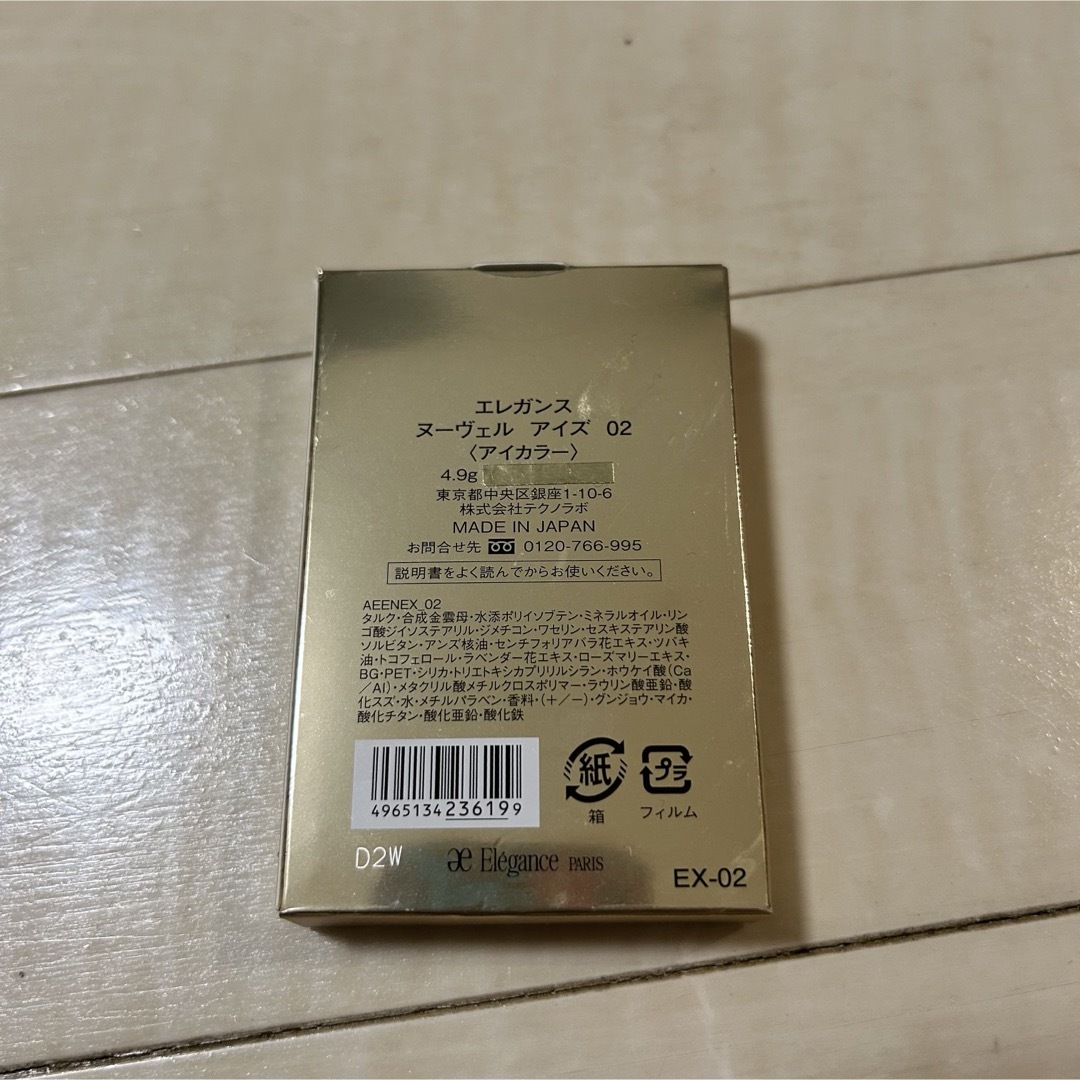 エレガンス
ヌーヴェル アイズ 02
〈アイカラー〉
4.9g
東京都中央区銀座1-10-6
株式会社テクノラボ
MADE IN JAPAN
お問合せ先 0120-766-995
説明書をよく読んでからお使いください。
AEENEX_02
タルク・合成金雲母・水添ポリイソブテン・ミネラルオイル・リン
ゴ酸ジイソステアリル・ジメチコン・ワセリン・セスキステアリン酸
ソルビタン・アンズ核油・センチフォリアバラ花エキス・ツバキ
油・トコフェロール・ラベンダー花エキス・ローズマリーエキス・
BG・PET・シリカ・トリエトキシカプリリルシラン・ホウケイ酸(Ca
/Al)・メタクリル酸メチルクロスポリマー・ラウリン酸亜鉛・酸
化スズ・水・メチルパラベン・香料・(+/−)・グンジョウ・マイカ・
酸化チタン・酸化亜鉛・酸化鉄
4965134236199
紙
箱
プラ
フィルム
D2W
æ Elégance PARIS
EX-02